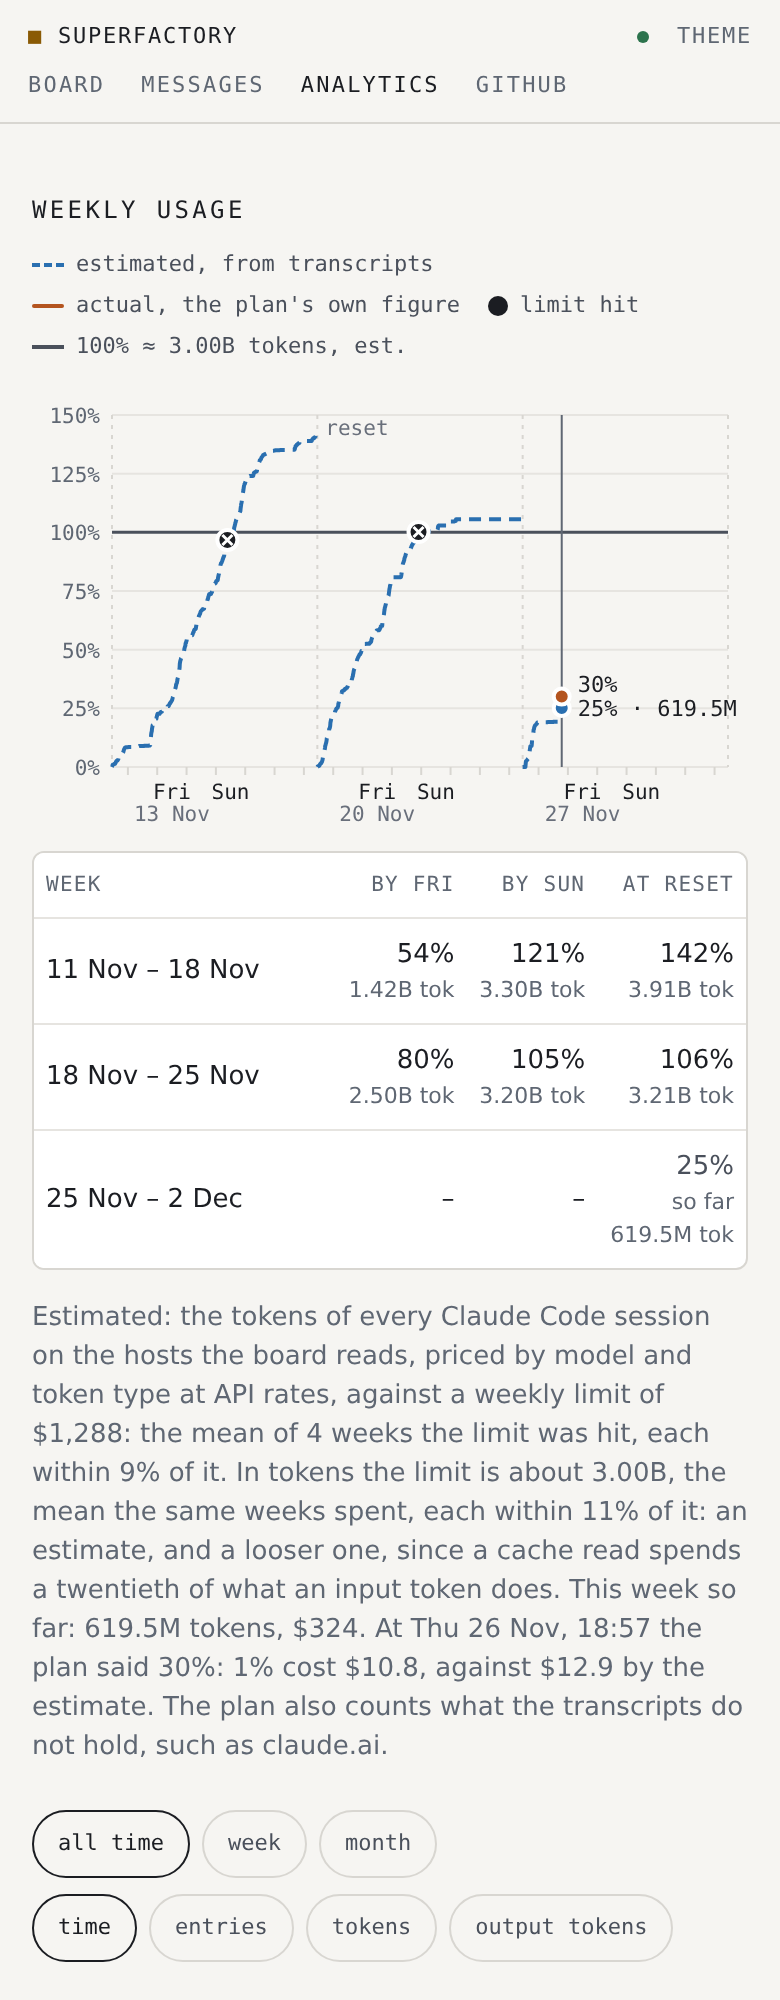 SUPERFACTORY
THEME
BOARD MESSAGES ANALYTICS GITHUB
WEEKLY USAGE
estimated, from transcripts
actual, the plan's own figure limit hit
100% ≈ 3.00B tokens, est.
150%
reset
125%
100%
75%
50%
30%
25% 25% · 619.5M
0%
Fri Sun Fri Sun Fri Sun
13 Nov 20 Nov 27 Nov
WEEK BY FRI BY SUN AT RESET
54% 121% 142%
11 Nov – 18 Nov
1.42B tok 3.30B tok 3.91B tok
80% 105% 106%
18 Nov – 25 Nov
2.50B tok 3.20B tok 3.21B tok
25%
25 Nov – 2 Dec – – so far
619.5M tok
Estimated: the tokens of every Claude Code session
on the hosts the board reads, priced by model and
token type at API rates, against a weekly limit of
$1,288: the mean of 4 weeks the limit was hit, each
within 9% of it. In tokens the limit is about 3.00B, the
mean the same weeks spent, each within 11% of it: an
estimate, and a looser one, since a cache read spends
a twentieth of what an input token does. This week so
far: 619.5M tokens, $324. At Thu 26 Nov, 18:57 the
plan said 30%: 1% cost $10.8, against $12.9 by the
estimate. The plan also counts what the transcripts do
not hold, such as claude.ai.
all time week month
time entries tokens output tokens